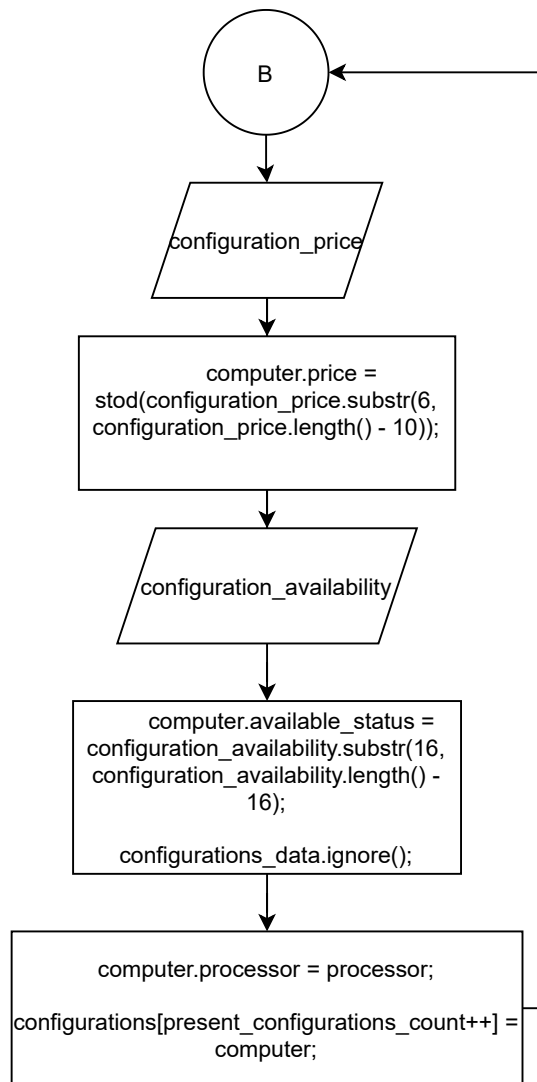 B
configuration_price
computer.price =
stod(configuration_price.substr(6,
configuration_price.length() - 10));
configuration_availability
computer.available_status =
configuration_availability.substr(16,
configuration_availability.length() -
16);
configurations_data.ignore();
computer.processor = processor;
configurations[present_configurations_count++] =
computer;